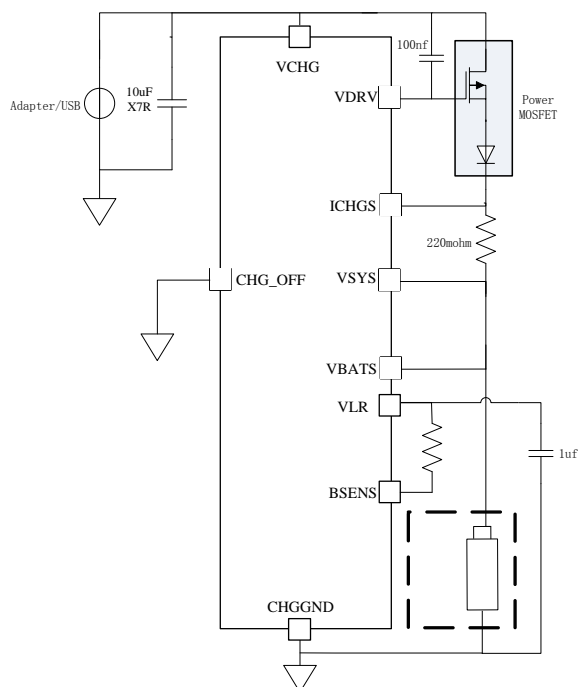 VCHG
100nf
VDRV
Power
MOSFET
Adapter/USB
10uF
X7R
ICHGS
220mohm
CHG_OFF
VSYS
VBATS
VLR
1uf
BSENS
CHGGND